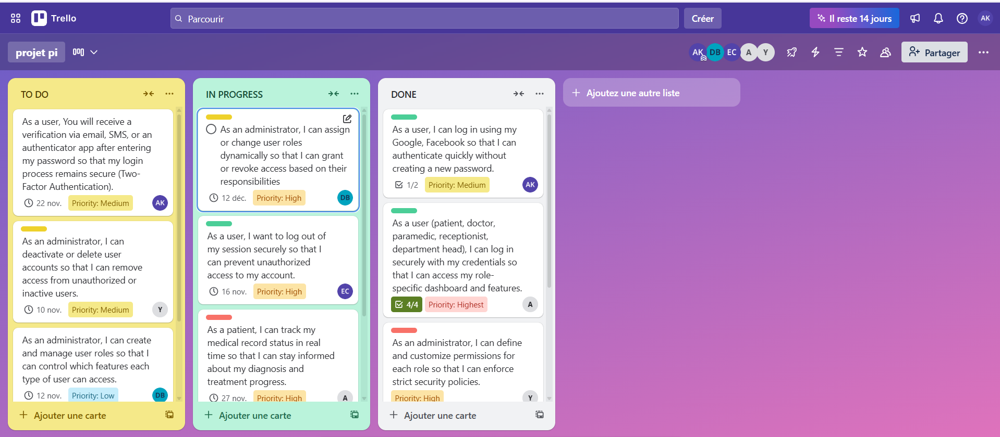 Trello
Parcourir
Créer
Il reste 14 jours
AK
projet pi
AK DB EC A Y
Partager
TO DO
As a user, You will receive a
verification via email, SMS, or an
authenticator app after entering
my password so that my login
process remains secure (Two-
Factor Authentication).
22 nov. Priority: Medium AK
As an administrator, I can
deactivate or delete user
accounts so that I can remove
access from unauthorized or
inactive users.
10 nov. Priority: Medium Y
As an administrator, I can create
and manage user roles so that I
can control which features each
type of user can access.
12 nov. Priority: Low DB
Ajouter une carte
IN PROGRESS
As an administrator, I can assign
or change user roles
dynamically so that I can grant
or revoke access based on their
responsibilities
12 déc. Priority: High DB
As a user, I want to log out of
my session securely so that I
can prevent unauthorized
access to my account.
16 nov. Priority: High EC
As a patient, I can track my
medical record status in real
time so that I can stay informed
about my diagnosis and
treatment progress.
27 nov. Priority: High A
Ajouter une carte
DONE
As a user, I can log in using my
Google, Facebook so that I can
authenticate quickly without
creating a new password.
1/2 Priority: Medium AK
As a user (patient, doctor,
paramedic, receptionist,
department head), I can log in
securely with my credentials so
that I can access my role-
specific dashboard and features.
4/4 Priority: Highest A
As an administrator, I can define
and customize permissions for
each role so that I can enforce
strict security policies.
Priority: High Y
Ajouter une carte
Ajoutez une autre liste